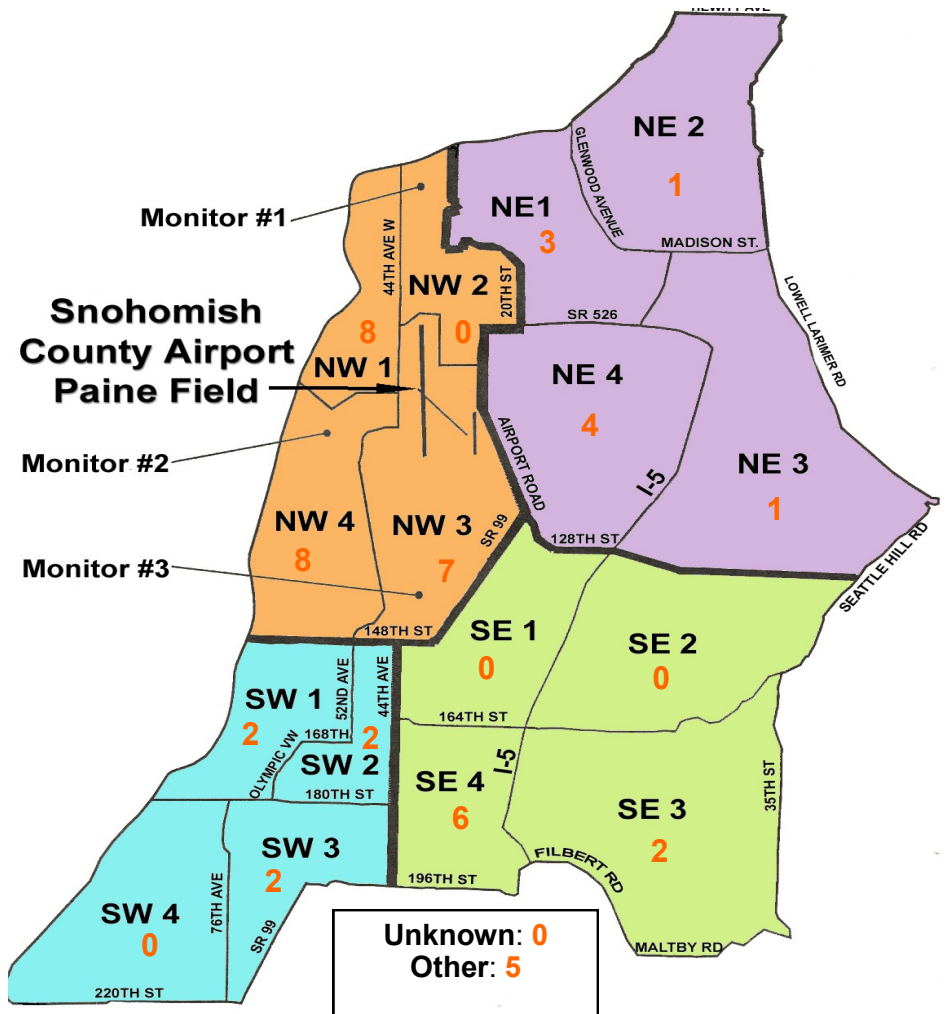 HEWITT AVE
NE 2
1
GLENWOOD AVENUE
MADISON ST.
Monitor #1
NE1
3
44TH AVE W
NW 2
0
20TH ST
SR 526
LOWELL LARIMER RD
Snohomish
County Airport
Paine Field
8
NW 1
NE 4
4
AIRPORT ROAD
I-5
NE 3
1
Monitor #2
NW 4
8
NW 3
7
SR 99
128TH ST
SEATTLE HILL RD
Monitor #3
148TH ST
SE 1
0
SE 2
0
SW 1
2
52ND AVE
44TH AVE
168TH
2
OLYMPIC VW
SW 2
180TH ST
164TH ST
I-5
SE 4
6
SE 3
2
35TH ST
SW 3
2
196TH ST
FILBERT RD
SW 4
0
76TH AVE
SR 99
220TH ST
MALTBY RD
Unknown: 0
Other: 5